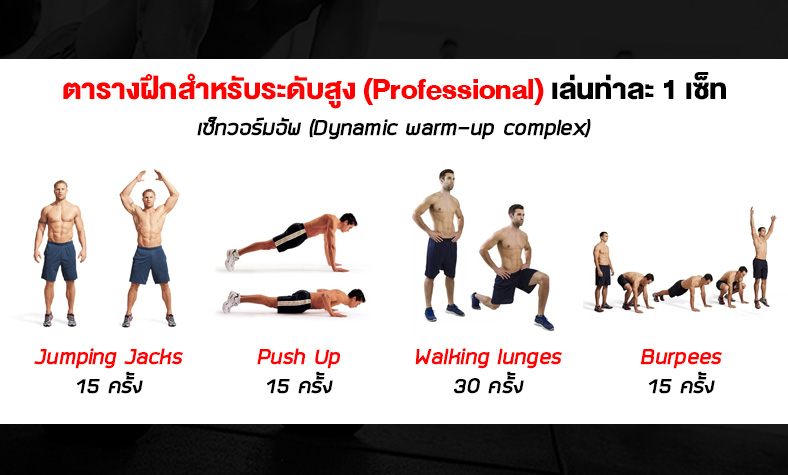 ตารางฝึกสำหรับระดับสูง (Professional) เล่นท่าละ 1 เซ็ท
เซ็ทวอร์มอัพ (Dynamic warm-up complex)
Jumping Jacks
15 ครั้ง
Push Up
15 ครั้ง
Walking lunges
30 ครั้ง
Burpees
15 ครั้ง